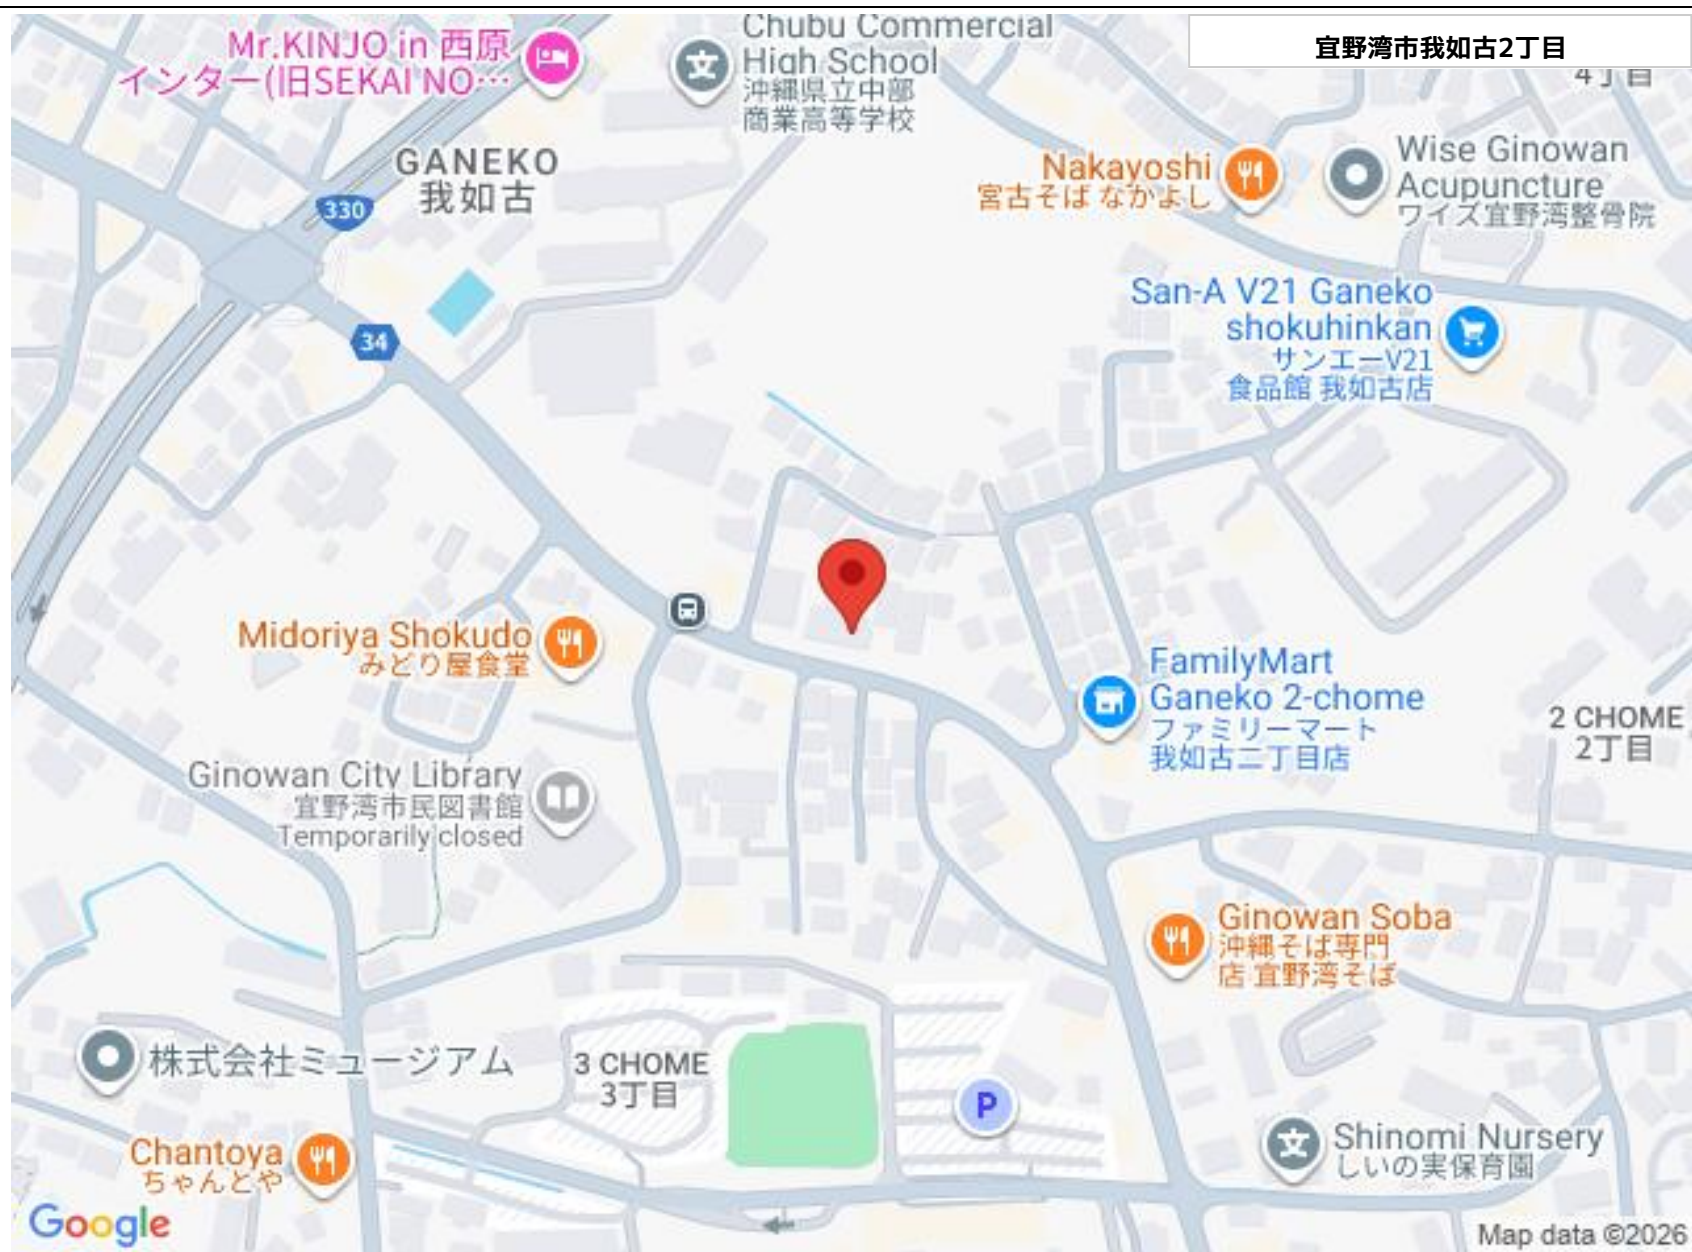 宜野湾市我如古2丁目
Mr.KINJO in 西原
インター(旧SEKAI NO…
Chubu Commercial
High School
沖縄県立中部
商業高等学校
4丁目
GANEKO
我如古
330
34
Nakayoshi
宮古そば なかよし
Wise Ginowan
Acupuncture
ワイズ宜野湾整骨院
San-A V21 Ganeko
shokuhinkan
サンエーV21
食品館 我如古店
Midoriya Shokudo
みどり屋食堂
FamilyMart
Ganeko 2-chome
ファミリーマート
我如古二丁目店
2 CHOME
2丁目
Ginowan City Library
宜野湾市民図書館
Temporarily closed
Ginowan Soba
沖縄そば専門
店 宜野湾そば
株式会社ミュージアム
3 CHOME
3丁目
P
Shinomi Nursery
しいの実保育園
Chantoya
ちゃんとや
Google
Map data ©2026